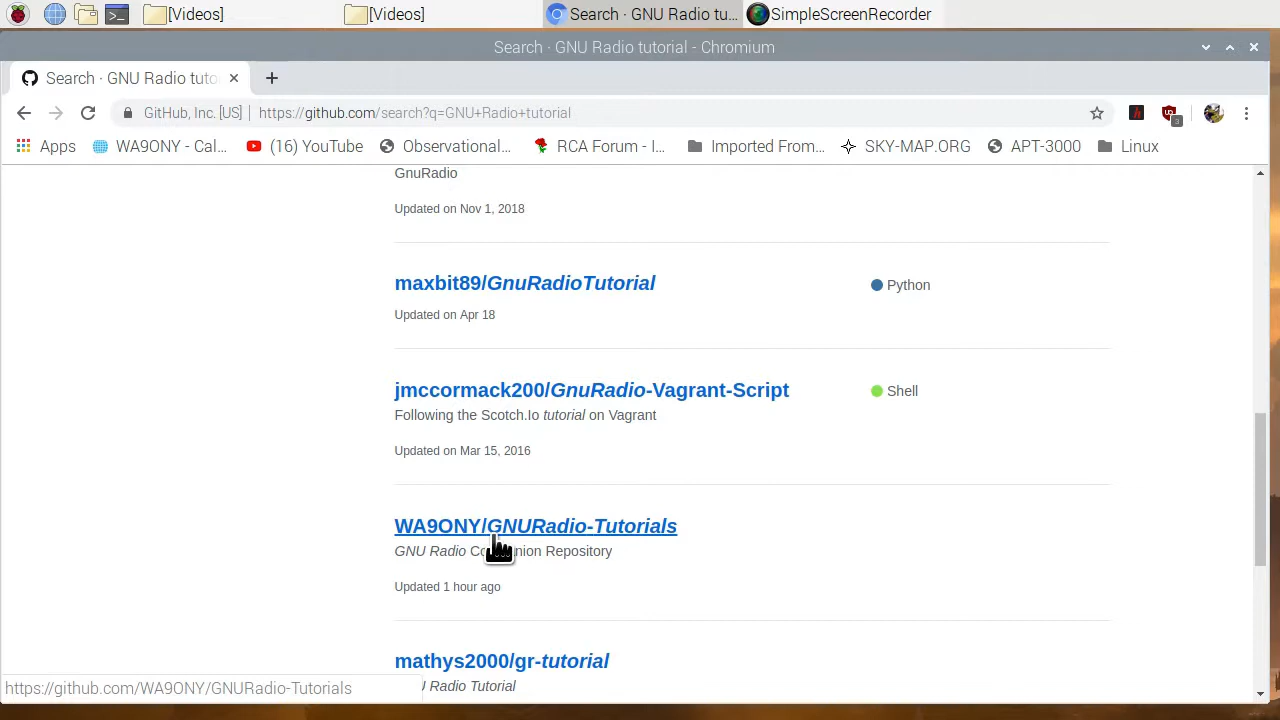 [Videos] [Videos] Search · GNU Radio tu... SimpleScreenRecorder
Search · GNU Radio tutorial - Chromium
Search · GNU Radio tuto
GitHub, Inc. [US] https://github.com/search?q=GNU+Radio+tutorial
3
Apps WA9ONY - Cal... (16) YouTube Observational... RCA Forum - I... Imported From... SKY-MAP.ORG APT-3000 Linux
GnuRadio
Updated on Nov 1, 2018
maxbit89/GnuRadioTutorial Python
Updated on Apr 18
jmccormack200/GnuRadio-Vagrant-Script Shell
Following the Scotch.Io tutorial on Vagrant
Updated on Mar 15, 2016
WA9ONY/GNURadio-Tutorials
GNU Radio Repository
Updated 1 hour ago
mathys2000/gr-tutorial
Radio Tutorial
https://github.com/WA9ONY/GNURadio-Tutorials